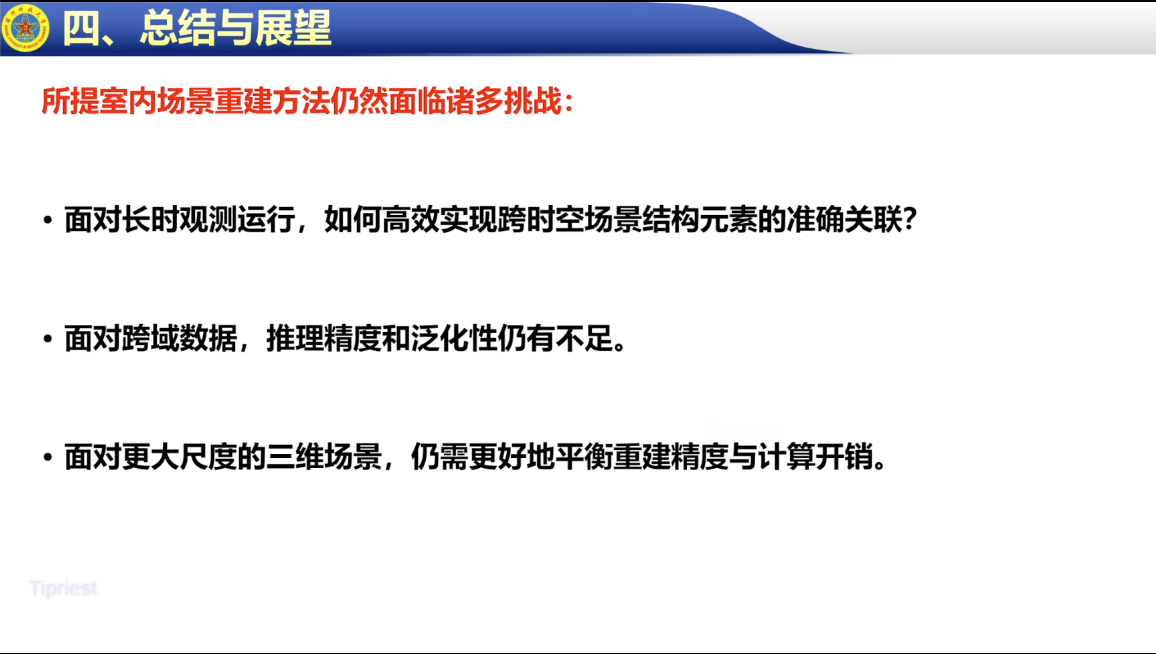 四、总结与展望
所提室内场景重建方法仍然面临诸多挑战：
• 面对长时观测运行，如何高效实现跨时空场景结构元素的准确关联？
• 面对跨域数据，推理精度和泛化性仍有不足。
• 面对更大尺度的三维场景，仍需更好地平衡重建精度与计算开销。
Tipriest